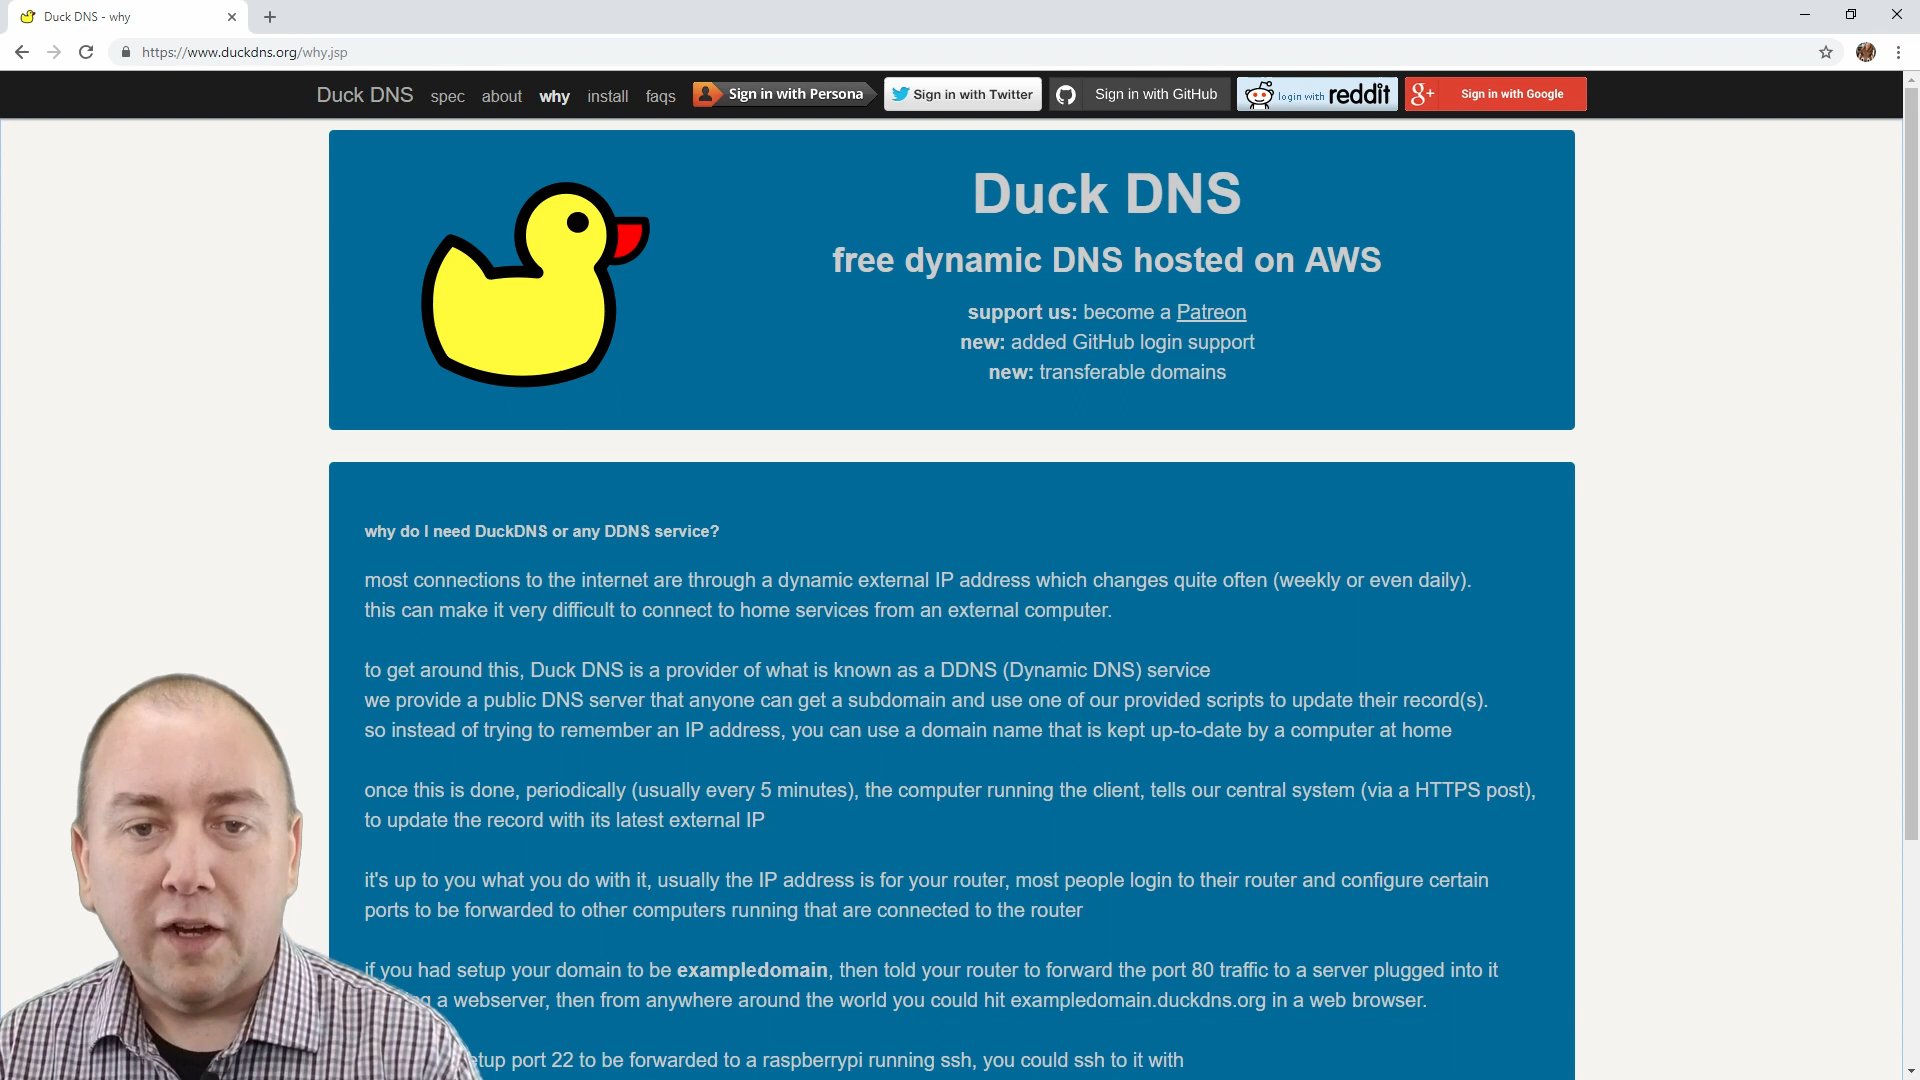 Duck DNS - why
https://www.duckdns.org/why.jsp
Duck DNS spec about why install faqs Sign in with Persona Sign in with Twitter Sign in with GitHub login with reddit g+ Sign in with Google
Duck DNS
free dynamic DNS hosted on AWS
support us: become a Patreon
new: added GitHub login support
new: transferable domains
why do I need DuckDNS or any DDNS service?
most connections to the internet are through a dynamic external IP address which changes quite often (weekly or even daily).
this can make it very difficult to connect to home services from an external computer.
to get around this, Duck DNS is a provider of what is known as a DDNS (Dynamic DNS) service
we provide a public DNS server that anyone can get a subdomain and use one of our provided scripts to update their record(s).
so instead of trying to remember an IP address, you can use a domain name that is kept up-to-date by a computer at home
once this is done, periodically (usually every 5 minutes), the computer running the client, tells our central system (via a HTTPS post),
to update the record with its latest external IP
it's up to you what you do with it, usually the IP address is for your router, most people login to their router and configure certain
ports to be forwarded to other computers running that are connected to the router
if you had setup your domain to be exampledomain, then told your router to forward the port 80 traffic to a server plugged into it
a webserver, then from anywhere around the world you could hit exampledomain.duckdns.org in a web browser.
port 22 to be forwarded to a raspberrypi running ssh, you could ssh to it with